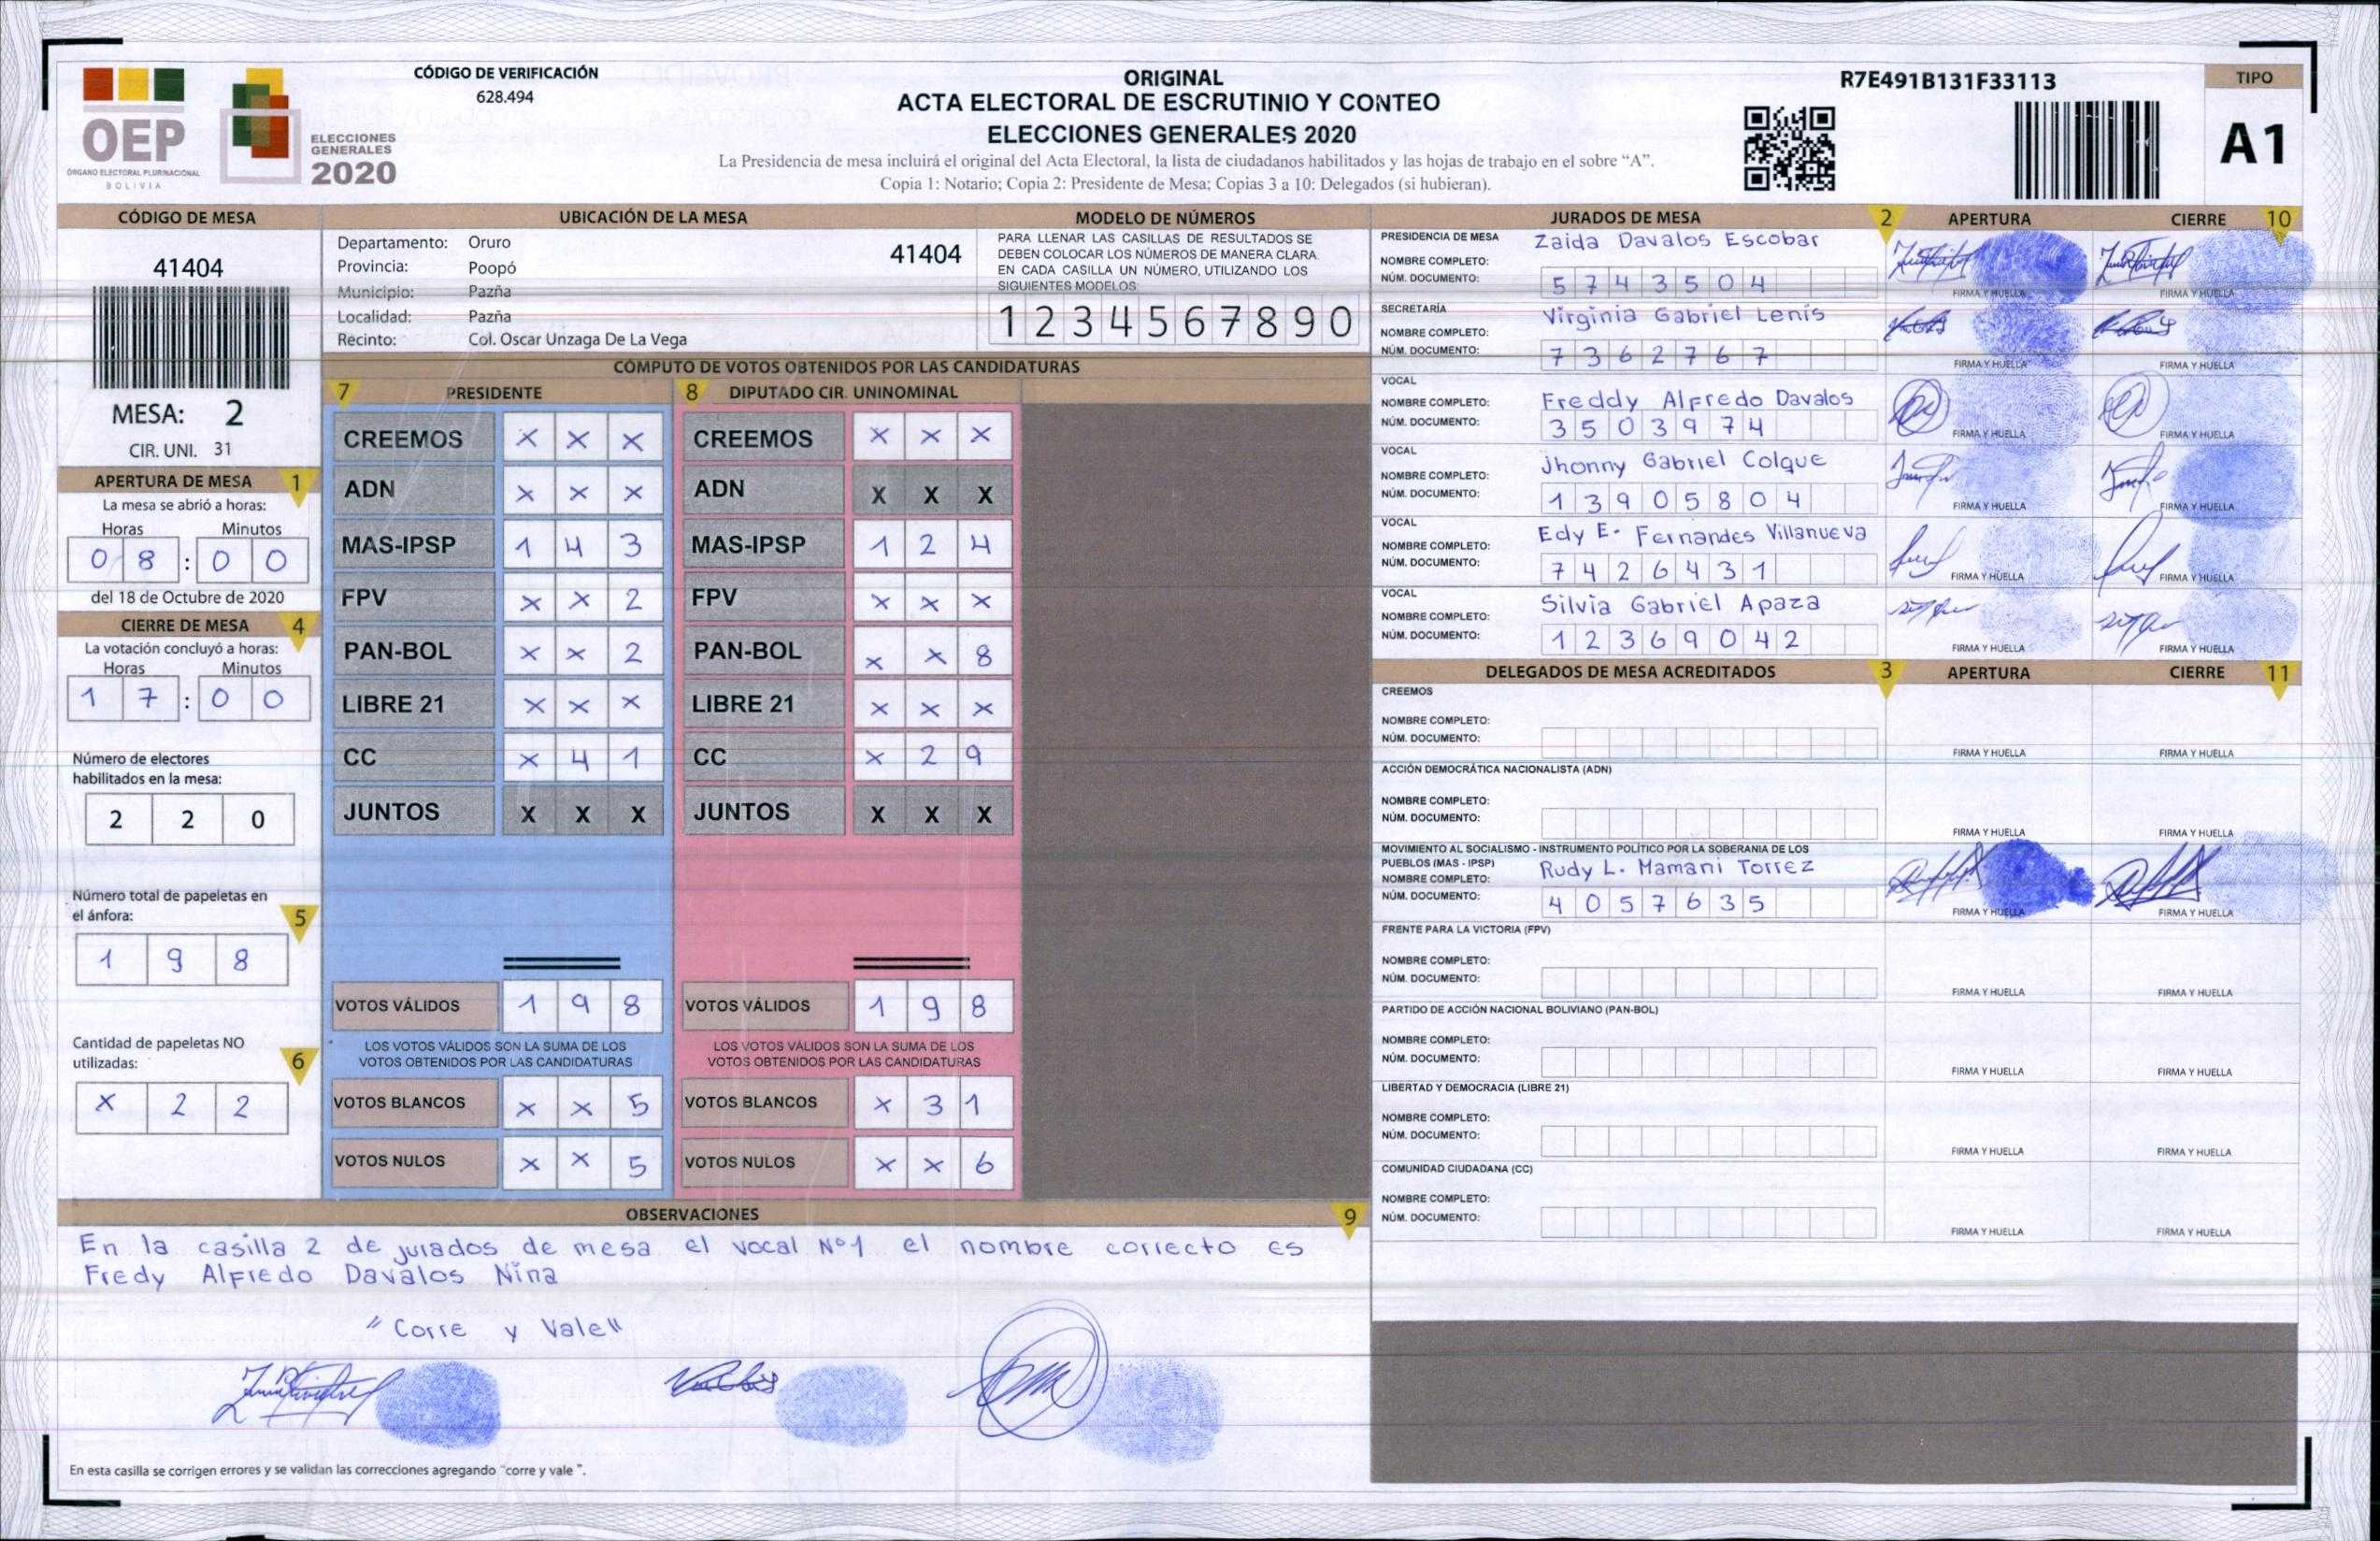 CÓDIGO DE VERIFICACIÓN
628.494
OEP
ÓRGANO ELECTORAL PLURINACIONAL
BOLIVIA
ELECCIONES
GENERALES
2020
ORIGINAL
ACTA ELECTORAL DE ESCRUTINIO Y CONTEO
ELECCIONES GENERALES 2020
La Presidencia de mesa incluirá el original del Acta Electoral, la lista de ciudadanos habilitados y las hojas de trabajo en el sobre “A”.
Copia 1: Notario; Copia 2: Presidente de Mesa; Copias 3 a 10: Delegados (si hubieran).
R7E491B131F33113
TIPO
A1
CÓDIGO DE MESA
41404
MESA: 2
CIR. UNI. 31
APERTURA DE MESA 1
La mesa se abrió a horas:
Horas Minutos
0 8 : 0 0
del 18 de Octubre de 2020
CIERRE DE MESA 4
La votación concluyó a horas:
Horas Minutos
1 7 : 0 0
Número de electores
habilitados en la mesa:
2 2 0
Número total de papeletas en
el ánfora: 5
1 9 8
Cantidad de papeletas NO
utilizadas: 6
X 2 2
UBICACIÓN DE LA MESA
Departamento: Oruro 41404
Provincia: Poopó
Municipio: Pazña
Localidad: Pazña
Recinto: Col. Oscar Unzaga De La Vega
MODELO DE NÚMEROS
PARA LLENAR LAS CASILLAS DE RESULTADOS SE
DEBEN COLOCAR LOS NÚMEROS DE MANERA CLARA.
EN CADA CASILLA UN NÚMERO, UTILIZANDO LOS
SIGUIENTES MODELOS:
1 2 3 4 5 6 7 8 9 0
CÓMPUTO DE VOTOS OBTENIDOS POR LAS CANDIDATURAS
7 PRESIDENTE
CREEMOS X X X
ADN X X X
MAS-IPSP 1 4 3
FPV X X 2
PAN-BOL X X 2
LIBRE 21 X X X
CC X 4 1
JUNTOS X X X
VOTOS VÁLIDOS 1 9 8
LOS VOTOS VÁLIDOS SON LA SUMA DE LOS
VOTOS OBTENIDOS POR LAS CANDIDATURAS
VOTOS BLANCOS X X 5
VOTOS NULOS X X 5
8 DIPUTADO CIR. UNINOMINAL
CREEMOS X X X
ADN X X X
MAS-IPSP 1 2 4
FPV X X X
PAN-BOL X X 8
LIBRE 21 X X X
CC X 2 9
JUNTOS X X X
VOTOS VÁLIDOS 1 9 8
LOS VOTOS VÁLIDOS SON LA SUMA DE LOS
VOTOS OBTENIDOS POR LAS CANDIDATURAS
VOTOS BLANCOS X 3 1
VOTOS NULOS X X 6
OBSERVACIONES 9
En la casilla 2 de jurados de mesa el vocal Nº1 el nombre correcto es
Fredy Alfredo Davalos Nina
"Corre y Vale"
En esta casilla se corrigen errores y se validan las correcciones agregando "corre y vale ".
JURADOS DE MESA 2 APERTURA CIERRE 10
PRESIDENCIA DE MESA
NOMBRE COMPLETO: Zaida Davalos Escobar
NÚM. DOCUMENTO: 5 7 4 3 5 0 4
FIRMA Y HUELLA FIRMA Y HUELLA
SECRETARÍA
NOMBRE COMPLETO: Virginia Gabriel Lenis
NÚM. DOCUMENTO: 7 3 6 2 7 6 7
FIRMA Y HUELLA FIRMA Y HUELLA
VOCAL
NOMBRE COMPLETO: Freddy Alfredo Davalos
NÚM. DOCUMENTO: 3 5 0 3 9 7 4
FIRMA Y HUELLA FIRMA Y HUELLA
VOCAL
NOMBRE COMPLETO: Jhonny Gabriel Colque
NÚM. DOCUMENTO: 1 3 9 0 5 8 0 4
FIRMA Y HUELLA FIRMA Y HUELLA
VOCAL
NOMBRE COMPLETO: Edy E. Fernandes Villanueva
NÚM. DOCUMENTO: 7 4 2 6 4 3 1
FIRMA Y HUELLA FIRMA Y HUELLA
VOCAL
NOMBRE COMPLETO: Silvia Gabriel Apaza
NÚM. DOCUMENTO: 1 2 3 6 9 0 4 2
FIRMA Y HUELLA FIRMA Y HUELLA
DELEGADOS DE MESA ACREDITADOS 3 APERTURA CIERRE 11
CREEMOS
NOMBRE COMPLETO:
NÚM. DOCUMENTO:
FIRMA Y HUELLA FIRMA Y HUELLA
ACCIÓN DEMOCRÁTICA NACIONALISTA (ADN)
NOMBRE COMPLETO:
NÚM. DOCUMENTO:
FIRMA Y HUELLA FIRMA Y HUELLA
MOVIMIENTO AL SOCIALISMO - INSTRUMENTO POLÍTICO POR LA SOBERANIA DE LOS
PUEBLOS (MAS - IPSP)
NOMBRE COMPLETO: Rudy L. Mamani Torrez
NÚM. DOCUMENTO: 4 0 5 7 6 3 5
FIRMA Y HUELLA FIRMA Y HUELLA
FRENTE PARA LA VICTORIA (FPV)
NOMBRE COMPLETO:
NÚM. DOCUMENTO:
FIRMA Y HUELLA FIRMA Y HUELLA
PARTIDO DE ACCIÓN NACIONAL BOLIVIANO (PAN-BOL)
NOMBRE COMPLETO:
NÚM. DOCUMENTO:
FIRMA Y HUELLA FIRMA Y HUELLA
LIBERTAD Y DEMOCRACIA (LIBRE 21)
NOMBRE COMPLETO:
NÚM. DOCUMENTO:
FIRMA Y HUELLA FIRMA Y HUELLA
COMUNIDAD CIUDADANA (CC)
NOMBRE COMPLETO:
NÚM. DOCUMENTO:
FIRMA Y HUELLA FIRMA Y HUELLA